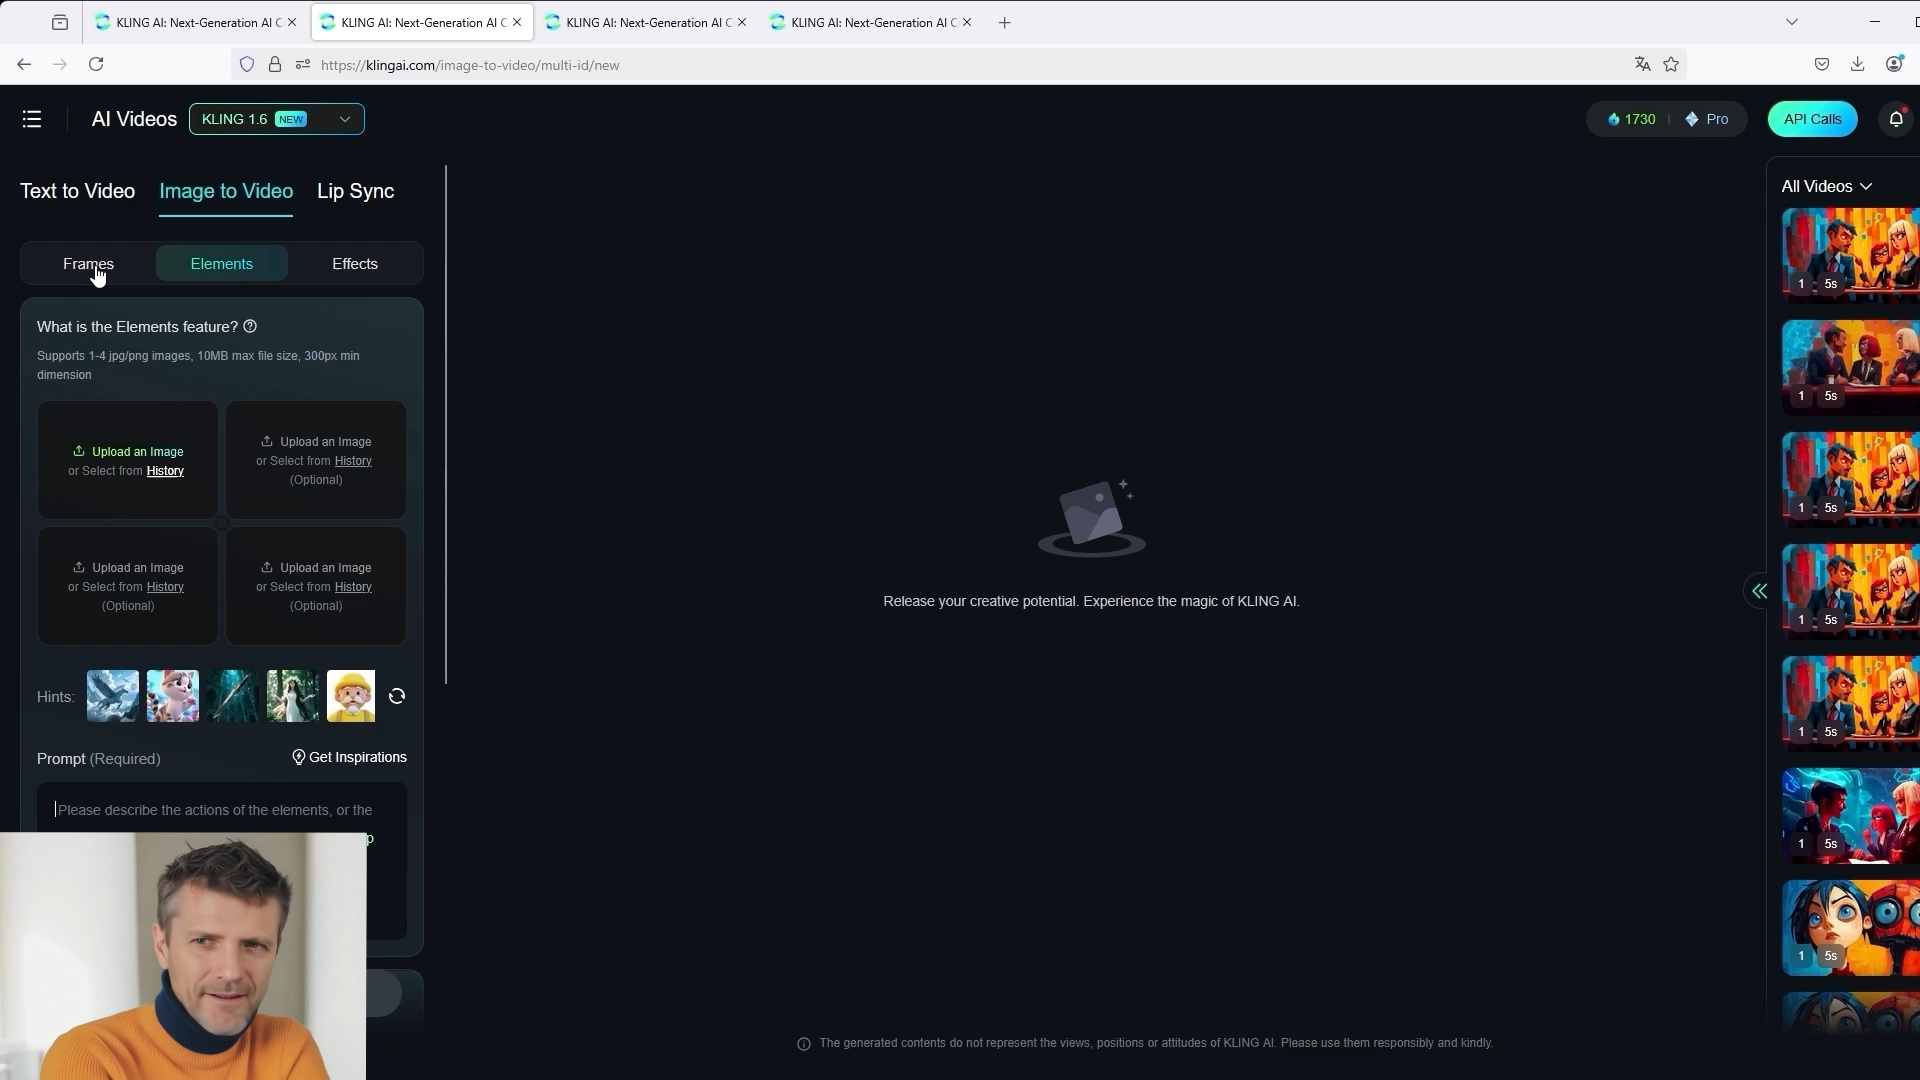 KLING AI: Next-Generation AI C
KLING AI: Next-Generation AI C
KLING AI: Next-Generation AI C
KLING AI: Next-Generation AI C
https://klingai.com/image-to-video/multi-id/new
AI Videos
KLING 1.6 NEW
1730
Pro
API Calls
Text to Video
Image to Video
Lip Sync
Frames
Elements
Effects
What is the Elements feature?
Supports 1-4 jpg/png images, 10MB max file size, 300px min
dimension
Upload an Image
or Select from History
Upload an Image
or Select from History
(Optional)
Upload an Image
or Select from History
(Optional)
Upload an Image
or Select from History
(Optional)
Hints:
Prompt (Required)
Get Inspirations
Please describe the actions of the elements, or the
p
Release your creative potential. Experience the magic of KLING AI.
The generated contents do not represent the views, positions or attitudes of KLING AI. Please use them responsibly and kindly.
All Videos
1 5s
1 5s
1 5s
1 5s
1 5s
1 5s
1 5s